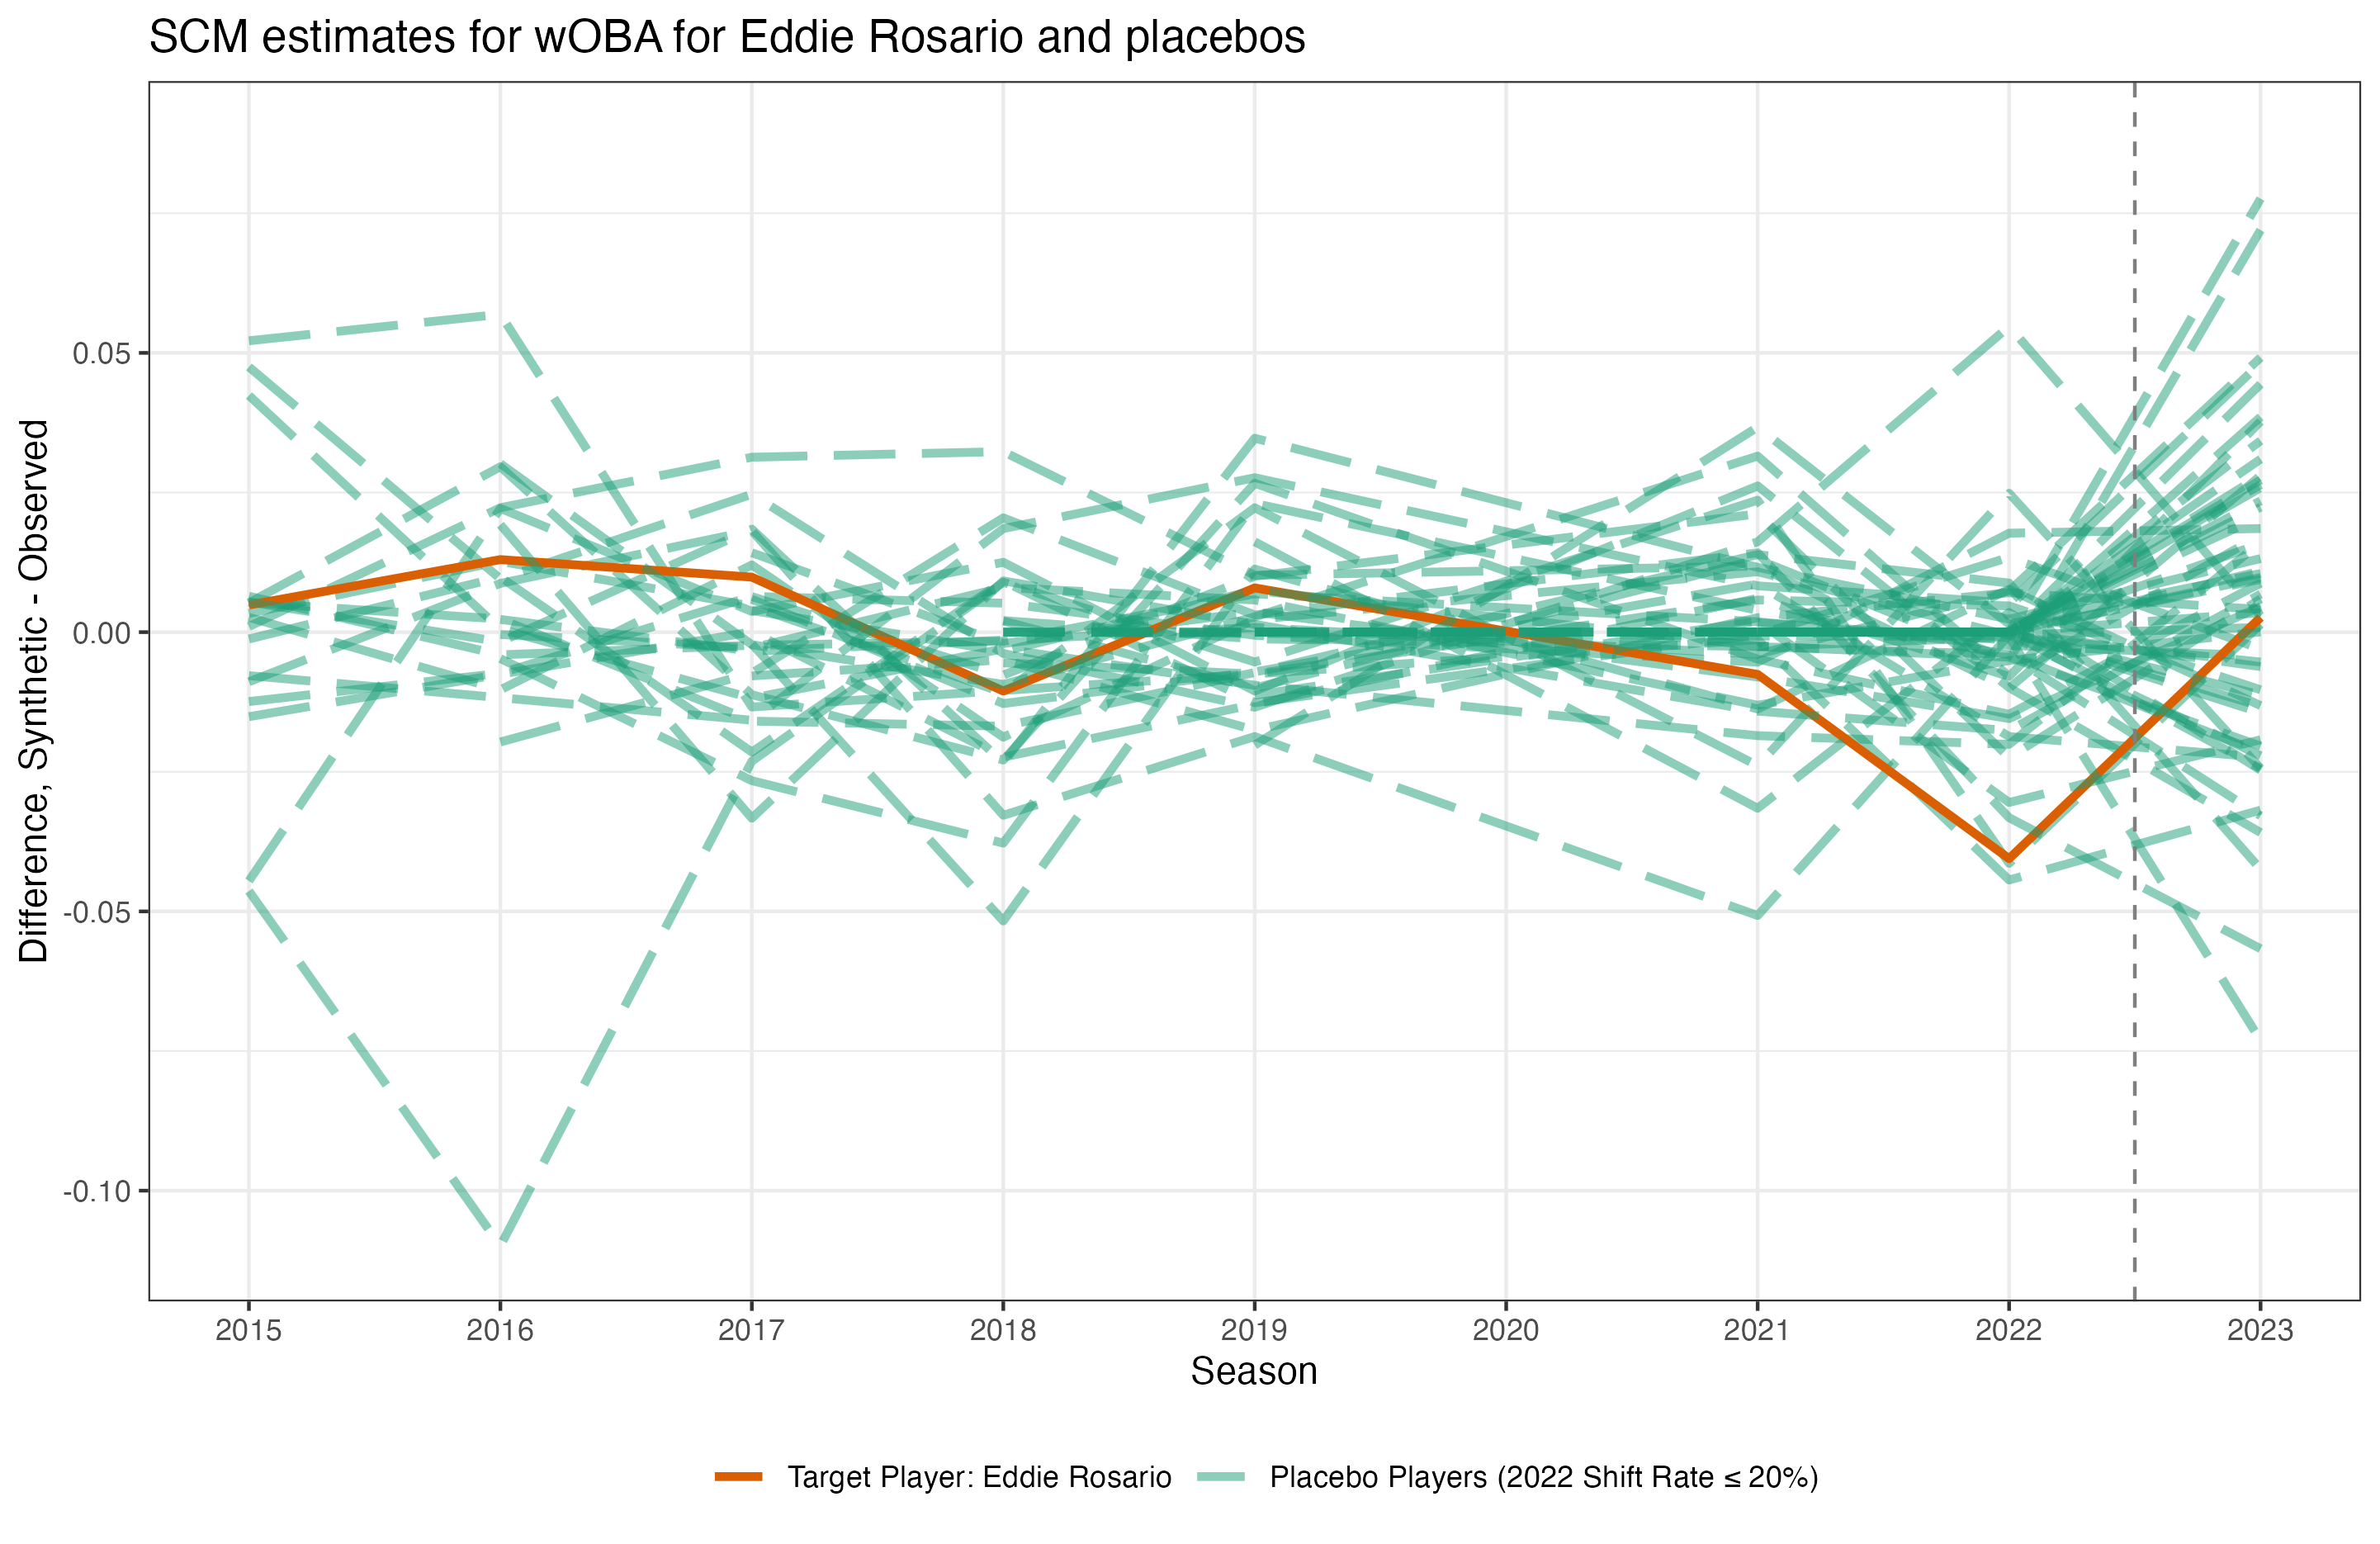 SCM estimates for wOBA for Eddie Rosario and placebos
Difference, Synthetic - Observed
0.05
0.00
-0.05
-0.10
2015 2016 2017 2018 2019 2020 2021 2022 2023
Season
Target Player: Eddie Rosario Placebo Players (2022 Shift Rate ≤ 20%)